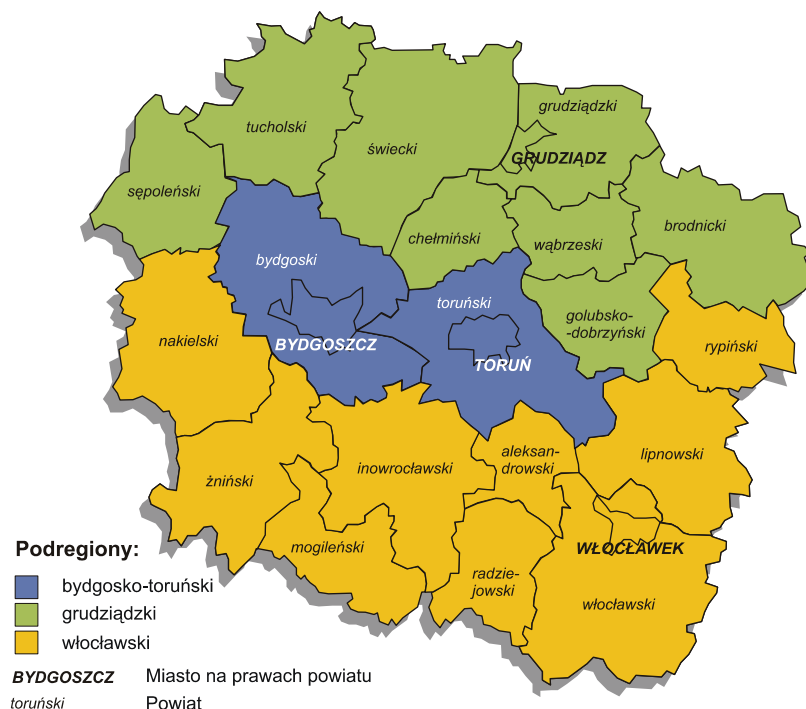 grudziądzki
tucholski
święcki
GRUDZIĄDZ
sępoleński
brodnicki
chełmiński
wąbrzeski
bydgoski
toruński
golubsko-
-dobrzyński
nakielski
BYDGOSZCZ
rypiński
TORUŃ
aleksan-
drowski
lipnowski
inowrocławski
żniński
mogileński
WŁOCŁAWEK
radzie-
jowski
włocławski
Podregiony:
bydgosko-toruński
grudziądzki
włocławski
BYDGOSZCZ Miasto na prawach powiatu
toruński Powiat